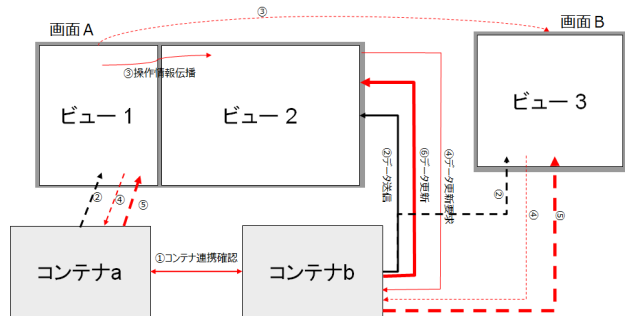 ③
画面A
画面B
③操作情報伝播
ビュー1
ビュー2
ビュー3
②データ送信
⑥データ更新
④データ更新要求
②
④
⑤
②
④
⑤
コンテナa
①コンテナ連携確認
コンテナb